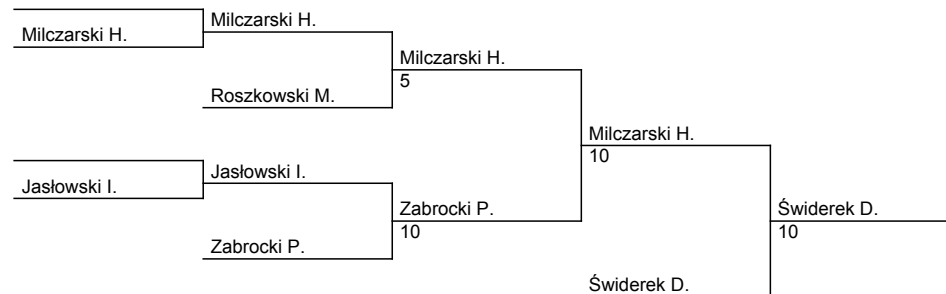 Milczarski H.
Milczarski H.
Milczarski H.
5
Roszkowski M.
Milczarski H.
10
Jasłowski I.
Jasłowski I.
Zabrocki P.
10
Świderek D.
10
Zabrocki P.
Świderek D.